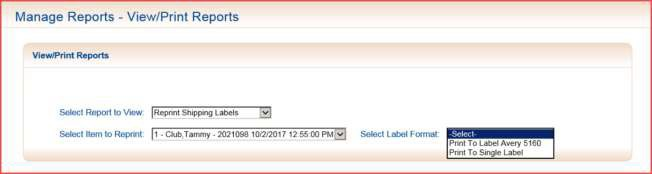 Manage Reports - View/Print Reports
View/Print Reports
Select Report to View: Reprint Shipping Labels
Select Item to Reprint: 1 - Club,Tammy - 2021098 10/2/2017 12:55:00 PM Select Label Format: -Select-
Print To Label Avery 5160
Print To Single Label